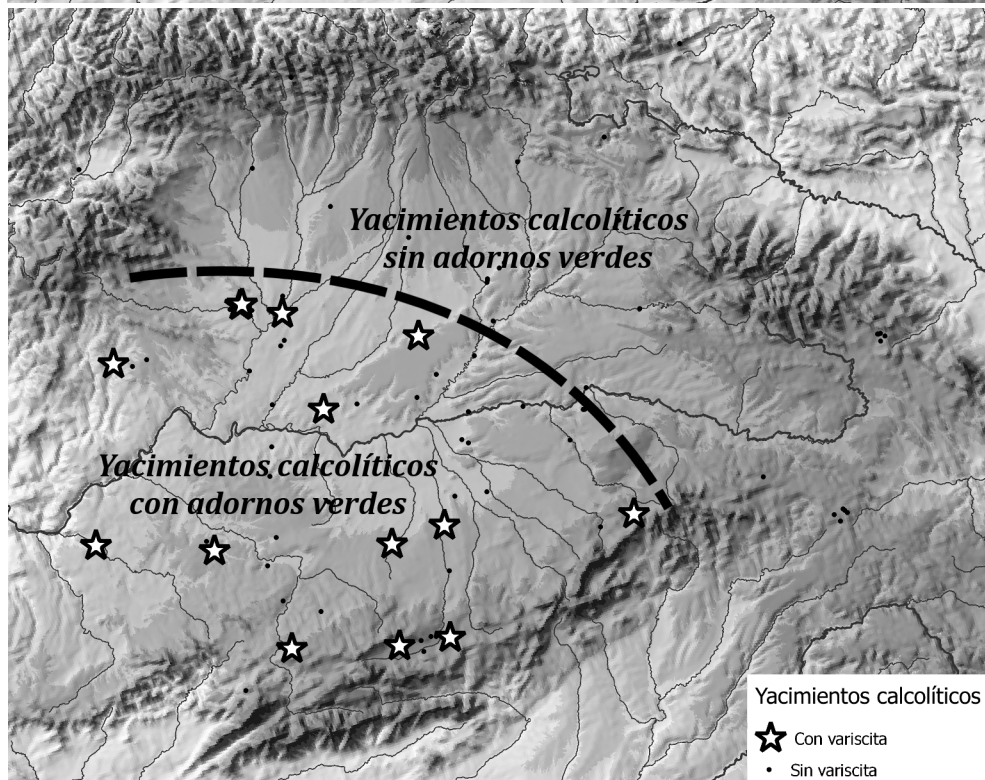 Yacimientos calcolíticos
sin adornos verdes
Yacimientos calcolíticos
con adornos verdes
Yacimientos calcolíticos
Con variscita
Sin variscita